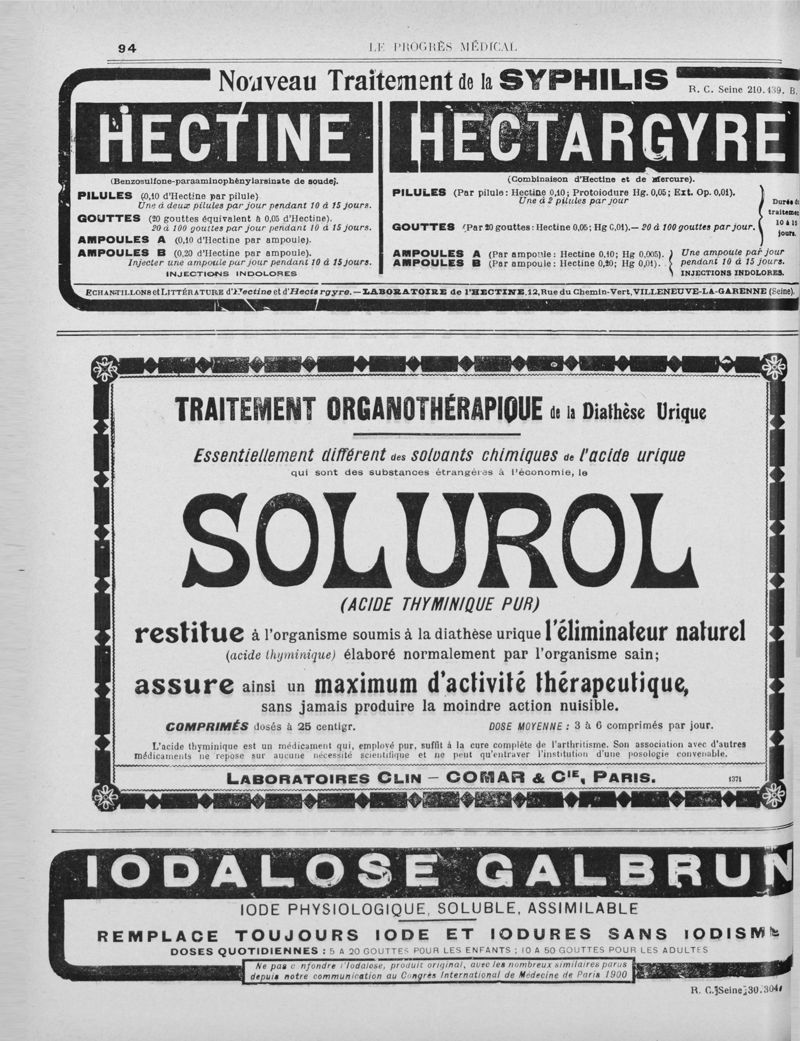 94
LE PROGRÈS MÉDICAL
Nouveau Traitement de la SYPHILIS
R. C. Seine 210.439. B.
HECTINE
(Benzosulfone-paraaminophénylarsinate de soude).
PILULES (0,10 d'Hectine par pilule)
Une à deux pilules par jour pendant 10 à 15 jours.
GOUTTES (20 gouttes équivalent à 0,05 d'Hectine).
20 à 100 gouttes par jour pendant 10 à 15 jours.
AMPOULES A (0,10 d'Hectine par ampoule).
AMPOULES B (0,20 d'Hectine par ampoule).
Injecter une ampoule par jour pendant 10 à 15 jours.
INJECTIONS INDOLORES
HECTARGYRE
(Combinaison d'Hectine et de Mercure).
PILULES (Par pilule : Hectine 0,10 ; Protoiodure Hg. 0,05 ; Ext. Op. 0,01).
Une à 2 pilules par jour
GOUTTES (Par 20 gouttes : Hectine 0,05 ; Hg 0,01). — 20 à 100 gouttes par jour.
Durée d
traitemen
10 à 15
jours.
AMPOULES A (Par ampoule : Hectine 0,10 ; Hg 0,005).
AMPOULES B (Par ampoule : Hectine 0,20 ; Hg 0,01).
Une ampoule par jour
pendant 10 à 15 jours.
INJECTIONS INDOLORES.
ECHANTILLONS et LITTÉRATURE d'Hectine et d'Hectargyre. — LABORATOIRE de l'HECTINE, 12, Rue du Chemin-Vert, VILLENEUVE-LA-GARENNE (Seine).
TRAITEMENT ORGANOTHÉRAPIQUE de la Diathèse Urique
Essentiellement différent des solvants chimiques de l'acide urique
qui sont des substances étrangères à l'économie, le
SOLUROL
(ACIDE THYMINIQUE PUR)
restitue à l'organisme soumis à la diathèse urique l'éliminateur naturel
(acide thyminique) élaboré normalement par l'organisme sain;
assure ainsi un maximum d'activité thérapeutique,
sans jamais produire la moindre action nuisible.
COMPRIMÉS dosés à 25 centigr. DOSE MOYENNE : 3 à 6 comprimés par jour.
L'acide thyminique est un médicament qui, employé pur, suffit à la cure complète de l'arthritisme. Son association avec d'autres
médicaments ne repose sur aucune nécessité scientifique et ne peut qu'entraver l'institution d'une posologie convenable.
LABORATOIRES CLIN — COMAR & CIE, PARIS. 1371
IODALOSE GALBRUN
IODE PHYSIOLOGIQUE, SOLUBLE, ASSIMILABLE
REMPLACE TOUJOURS IODE ET IODURES SANS IODISME
DOSES QUOTIDIENNES : 5 A 20 GOUTTES POUR LES ENFANTS ; 10 A 50 GOUTTES POUR LES ADULTES
Ne pas confondre l'Iodalose, produit original, avec les nombreux similaires parus
depuis notre communication au Congrès International de Médecine de Paris 1900
R. C. Seine, 30.304